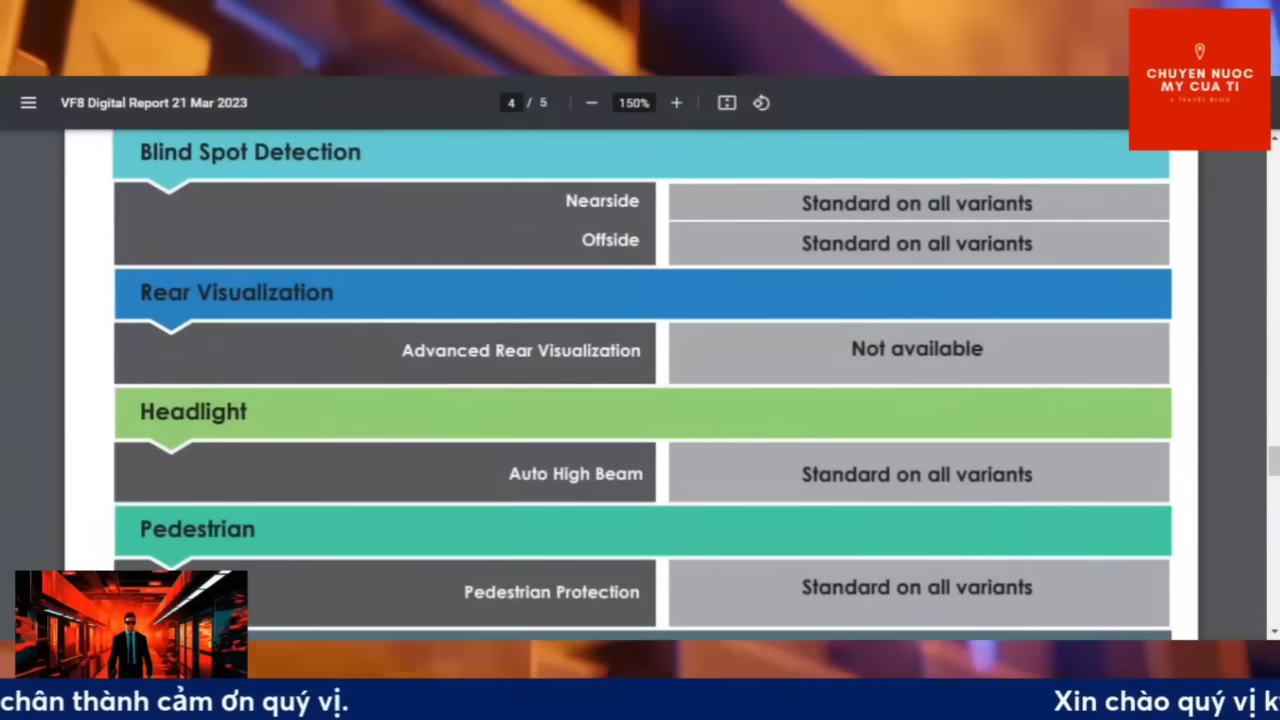 CHUYEN NUOC
MY CUA TI
A TRAVEL BLOG
VF8 Digital Report 21 Mar 2023
4 / 5
150%
Blind Spot Detection
Nearside Standard on all variants
Offside Standard on all variants
Rear Visualization
Advanced Rear Visualization Not available
Headlight
Auto High Beam Standard on all variants
Pedestrian
Pedestrian Protection Standard on all variants
chân thành cảm ơn quý vị. Xin chào quý vị k